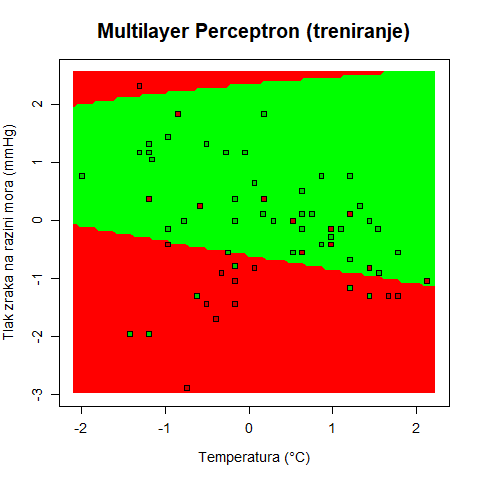 Multilayer Perceptron (treniranje)
Tlak zraka na razini mora (mmHg)
2
1
0
-1
-2
-3
-2 -1 0 1 2
Temperatura (°C)